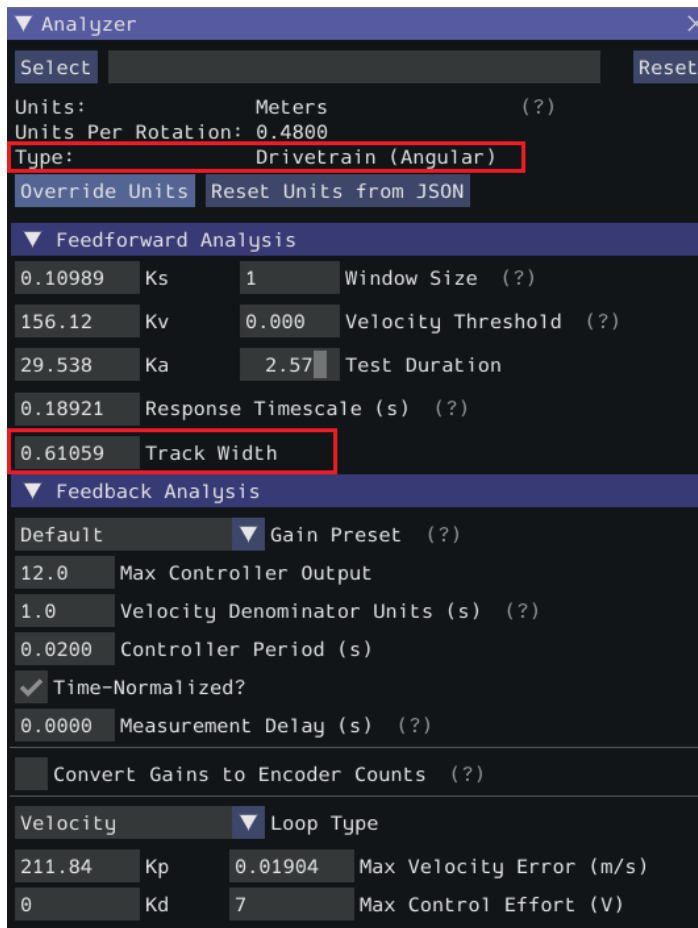 ▼ Analyzer ×
Select Reset
Units: Meters (?)
Units Per Rotation: 0.4800
Type: Drivetrain (Angular)
Override Units Reset Units from JSON
▼ Feedforward Analysis
0.10989 Ks 1 Window Size (?)
156.12 Kv 0.000 Velocity Threshold (?)
29.538 Ka 2.57 Test Duration
0.18921 Response Timescale (s) (?)
0.61059 Track Width
▼ Feedback Analysis
Default ▼ Gain Preset (?)
12.0 Max Controller Output
1.0 Velocity Denominator Units (s) (?)
0.0200 Controller Period (s)
✓ Time-Normalized?
0.0000 Measurement Delay (s) (?)
Convert Gains to Encoder Counts (?)
Velocity ▼ Loop Type
211.84 Kp 0.01904 Max Velocity Error (m/s)
0 Kd 7 Max Control Effort (V)